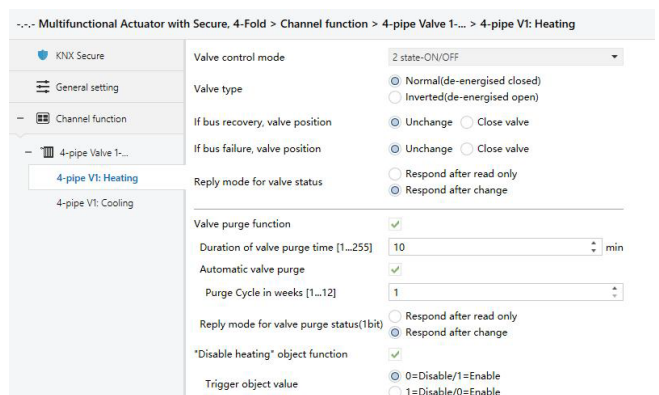 -.-.- Multifunctional Actuator with Secure, 4-Fold > Channel function > 4-pipe Valve 1-... > 4-pipe V1: Heating
KNX Secure
General setting
Channel function
4-pipe Valve 1-...
4-pipe V1: Heating
4-pipe V1: Cooling
Valve control mode 2 state-ON/OFF
Valve type Normal(de-energised closed)
Inverted(de-energised open)
If bus recovery, valve position Unchange Close valve
If bus failure, valve position Unchange Close valve
Reply mode for valve status Respond after read only
Respond after change
Valve purge function
Duration of valve purge time [1...255] 10 min
Automatic valve purge
Purge Cycle in weeks [1...12] 1
Reply mode for valve purge status(1bit) Respond after read only
Respond after change
"Disable heating" object function
Trigger object value 0=Disable/1=Enable
1=Disable/0=Enable